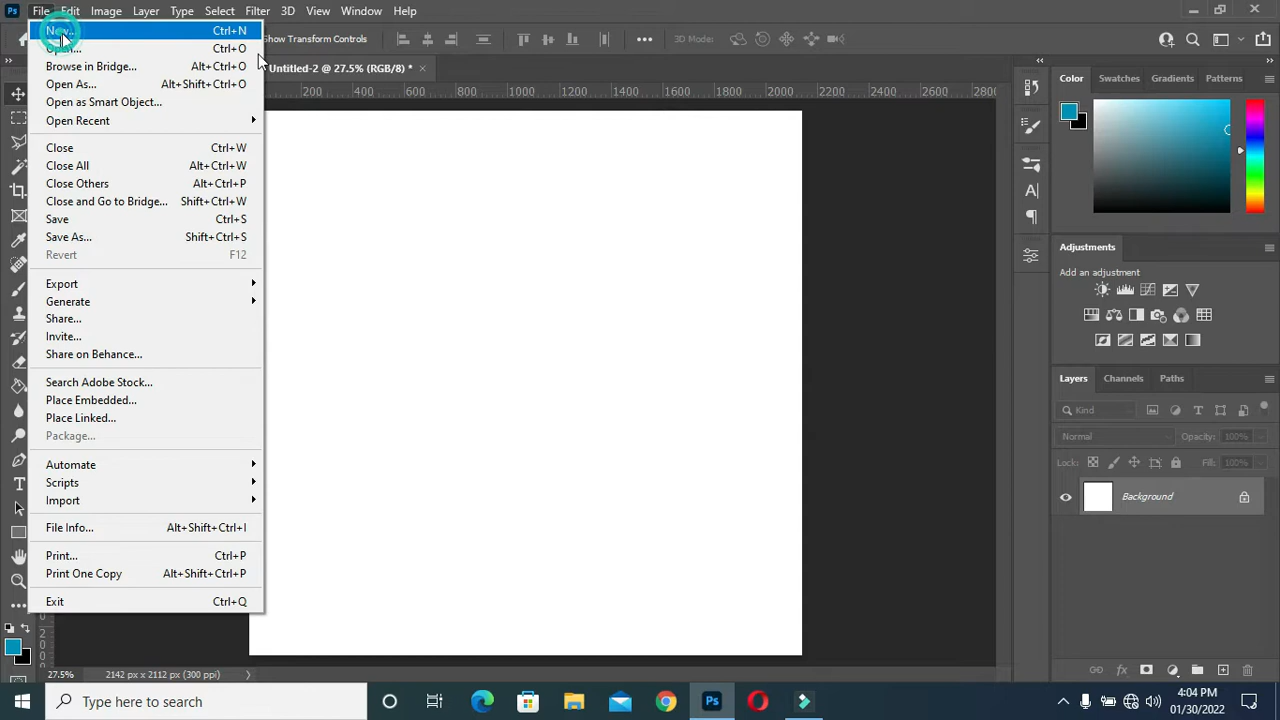 Ps File Edit Image Layer Type Select Filter 3D View Window Help
Show Transform Controls 3D Mode:
Untitled-2 @ 27.5% (RGB/8) *
New... Ctrl+N
Open... Ctrl+O
Browse in Bridge... Alt+Ctrl+O
Open As... Alt+Shift+Ctrl+O
Open as Smart Object...
Open Recent
Close Ctrl+W
Close All Alt+Ctrl+W
Close Others Alt+Ctrl+P
Close and Go to Bridge... Shift+Ctrl+W
Save Ctrl+S
Save As... Shift+Ctrl+S
Revert F12
Export
Generate
Share...
Invite...
Share on Behance...
Search Adobe Stock...
Place Embedded...
Place Linked...
Package...
Automate
Scripts
Import
File Info... Alt+Shift+Ctrl+I
Print... Ctrl+P
Print One Copy Alt+Shift+Ctrl+P
Exit Ctrl+Q
200 400 600 800 1000 1200 1400 1600 1800 2000 2200 2400 2600 2800
Color Swatches Gradients Patterns
Adjustments
Add an adjustment
Layers Channels Paths
Kind
Normal Opacity: 100%
Lock: Fill: 100%
Background
27.5% 2142 px x 2112 px (300 ppi)
Type here to search
Ps
4:04 PM
01/30/2022